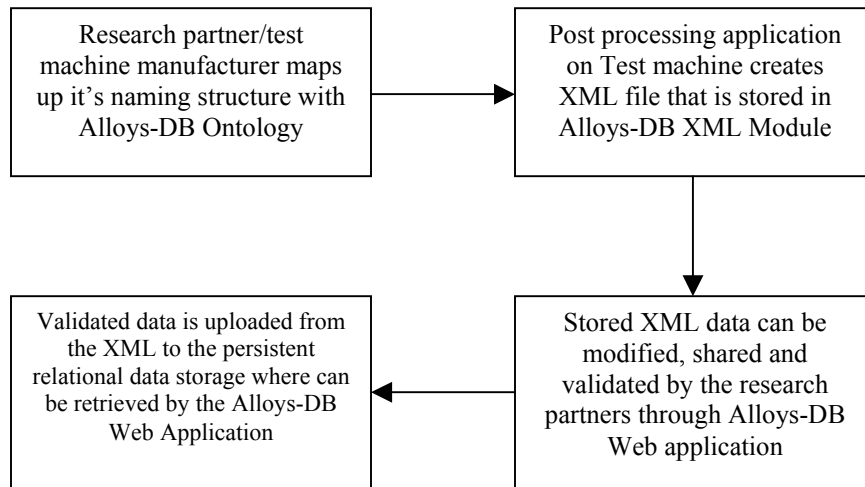 Research partner/test
machine manufacturer maps
up it’s naming structure with
Alloys-DB Ontology
Post processing application
on Test machine creates
XML file that is stored in
Alloys-DB XML Module
Stored XML data can be
modified, shared and
validated by the research
partners through Alloys-DB
Web application
Validated data is uploaded from
the XML to the persistent
relational data storage where can
be retrieved by the Alloys-DB
Web Application